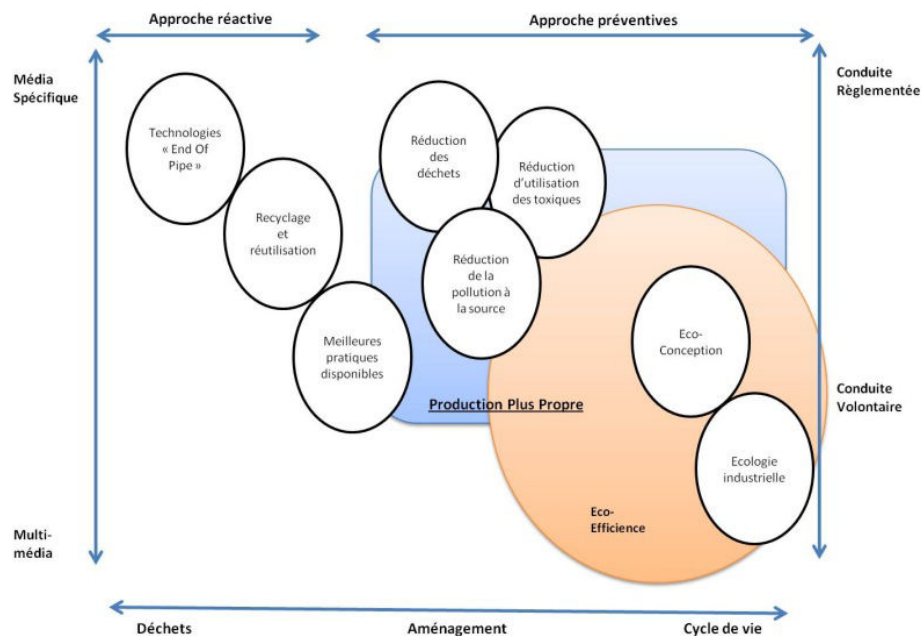 Approche réactive
Approche préventives
Média
Spécifique
Conduite
Règlementée
Technologies
« End Of
Pipe »
Réduction
des
déchets
Réduction
d'utilisation
des toxiques
Recyclage
et
réutilisation
Réduction
de la
pollution à
la source
Meilleures
pratiques
disponibles
Eco-
Conception
Production Plus Propre
Conduite
Volontaire
Ecologie
industrielle
Eco-
Efficience
Multi-
média
Déchets
Aménagement
Cycle de vie